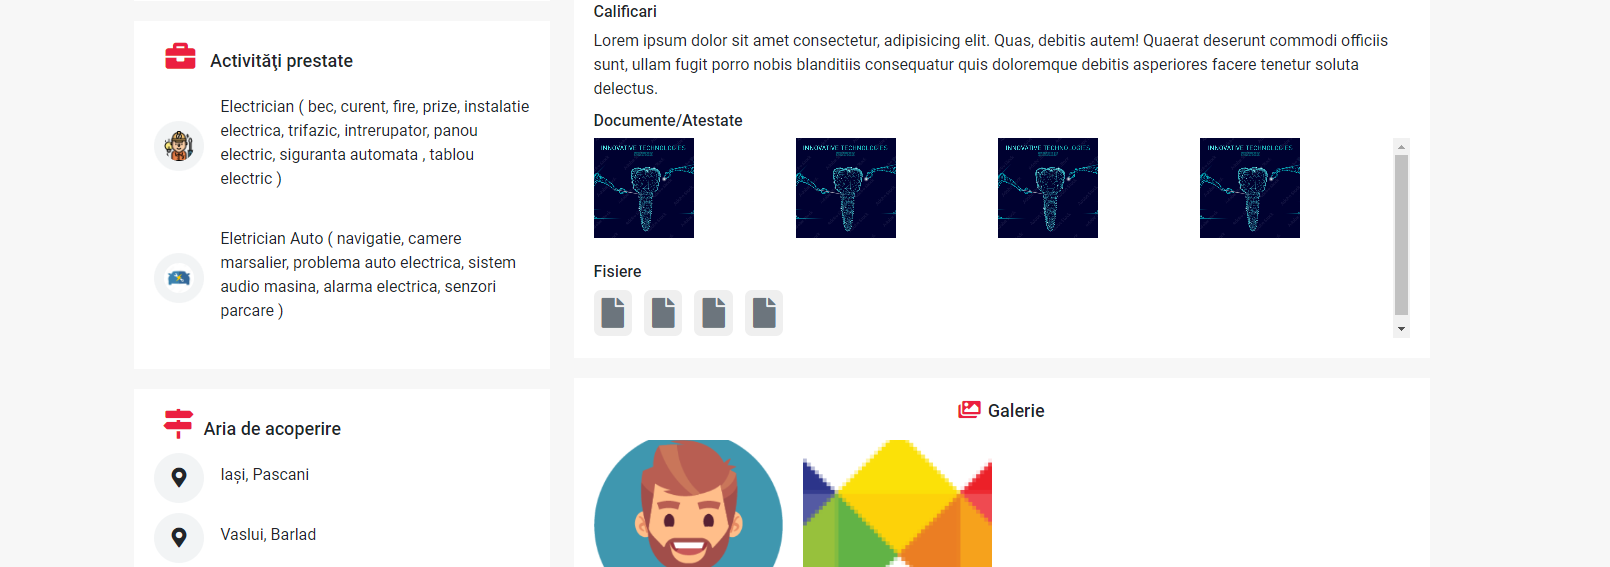 Activităţi prestate
Electrician ( bec, curent, fire, prize, instalatie
electrica, trifazic, intrerupator, panou
electric, siguranta automata , tablou
electric )
Eletrician Auto ( navigatie, camere
marsalier, problema auto electrica, sistem
audio masina, alarma electrica, senzori
parcare )
Aria de acoperire
Iași, Pascani
Vaslui, Barlad
Calificari
Lorem ipsum dolor sit amet consectetur, adipisicing elit. Quas, debitis autem! Quaerat deserunt commodi officiis
sunt, ullam fugit porro nobis blanditiis consequatur quis doloremque debitis asperiores facere tenetur soluta
delectus.
Documente/Atestate
INNOVATIVE TECHNOLOGIES
INNOVATIVE TECHNOLOGIES
INNOVATIVE TECHNOLOGIES
INNOVATIVE TECHNOLOGIES
Fisiere
Galerie